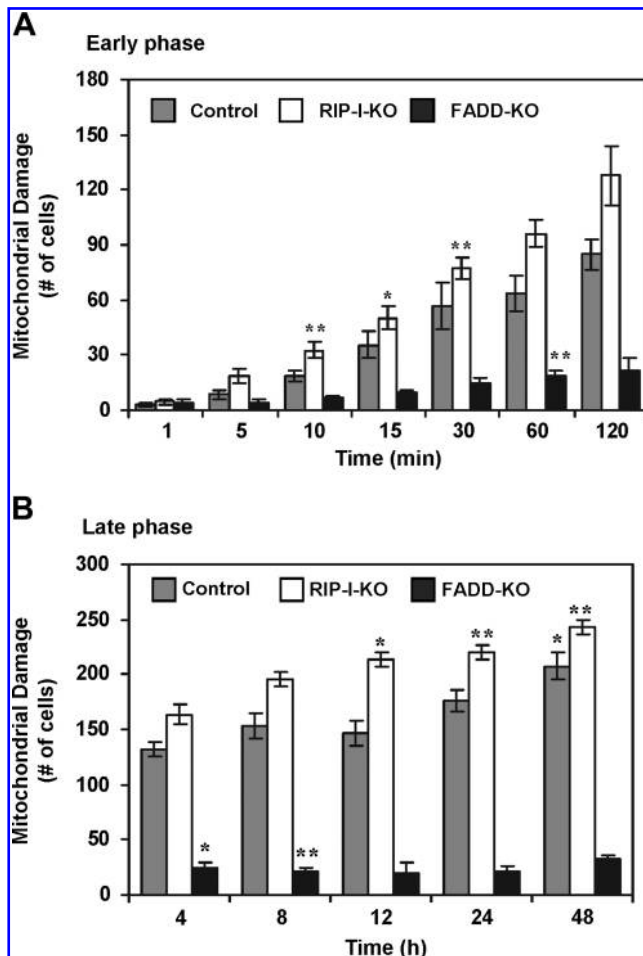 A
Early phase
180
150
120
90
60
30
0
Mitochondrial Damage
(# of cells)
Control RIP-I-KO FADD-KO
** * ** **
1 5 10 15 30 60 120
Time (min)
B
Late phase
300
250
200
150
100
50
0
Mitochondrial Damage
(# of cells)
Control RIP-I-KO FADD-KO
* ** * ** * **
4 8 12 24 48
Time (h)